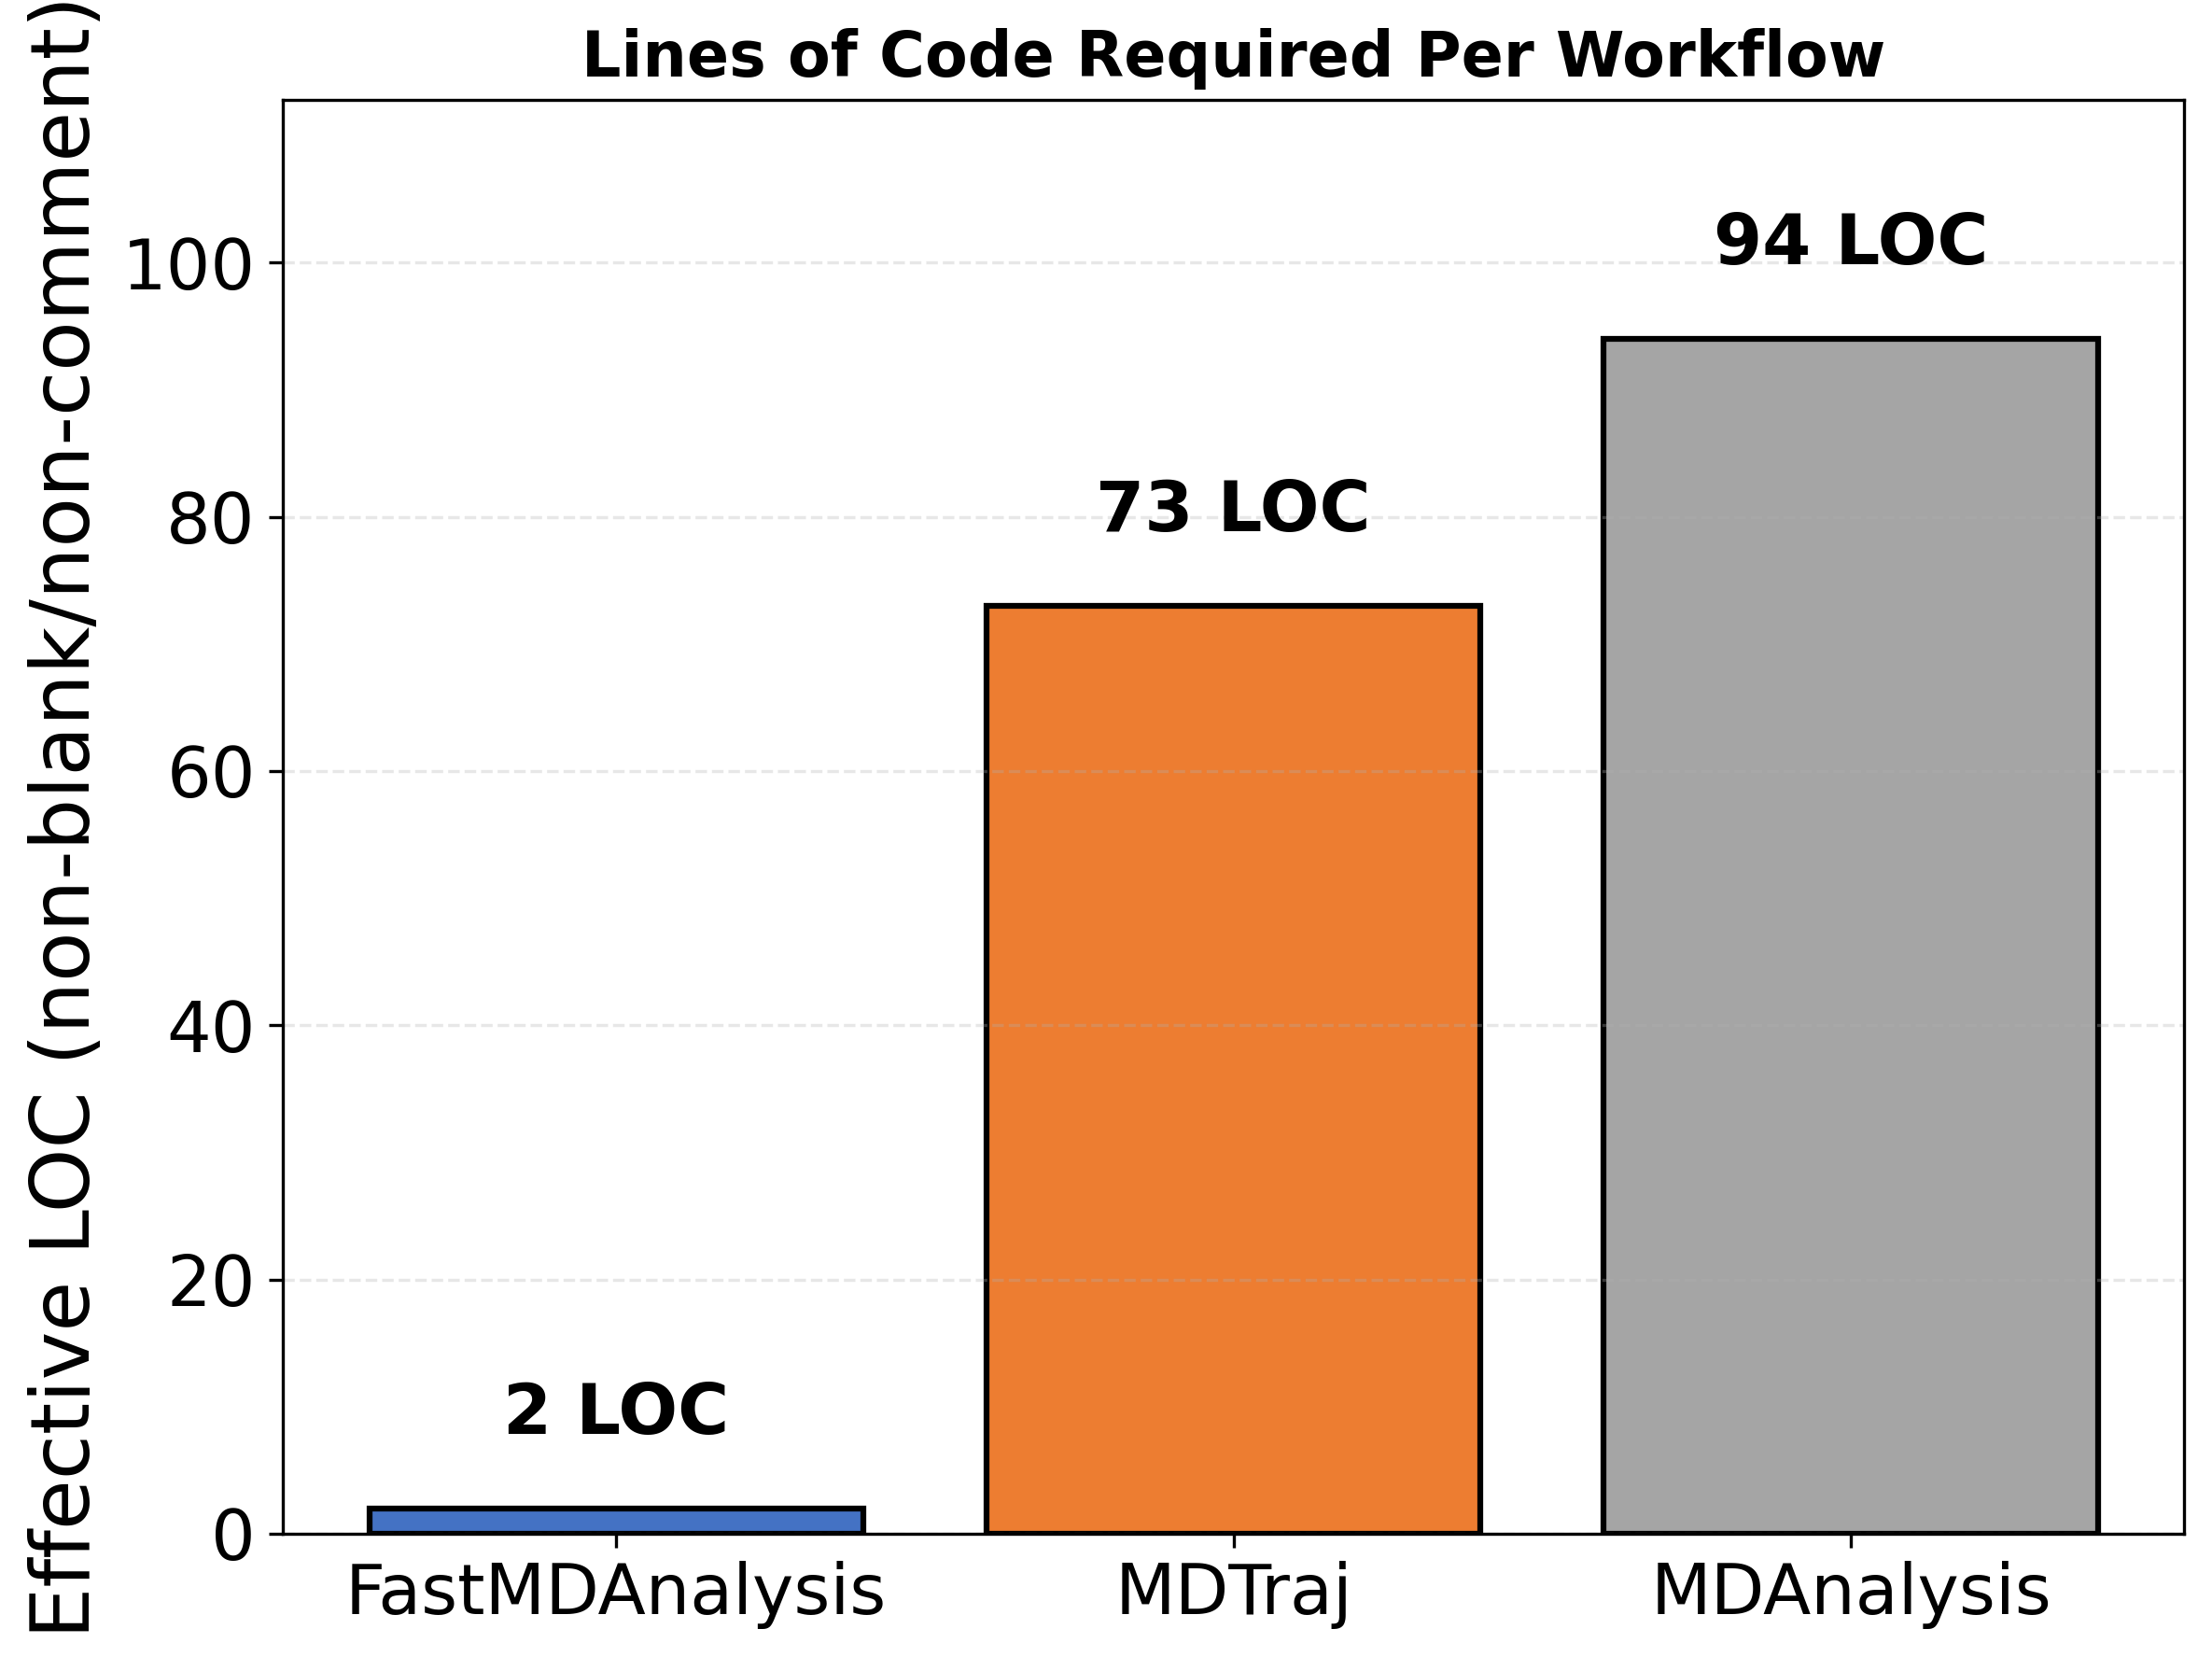 Lines of Code Required Per Workflow
Effective LOC (non-blank/non-comment)
100
80
60
40
20
0
94 LOC
73 LOC
2 LOC
FastMDAnalysis
MDTraj
MDAnalysis